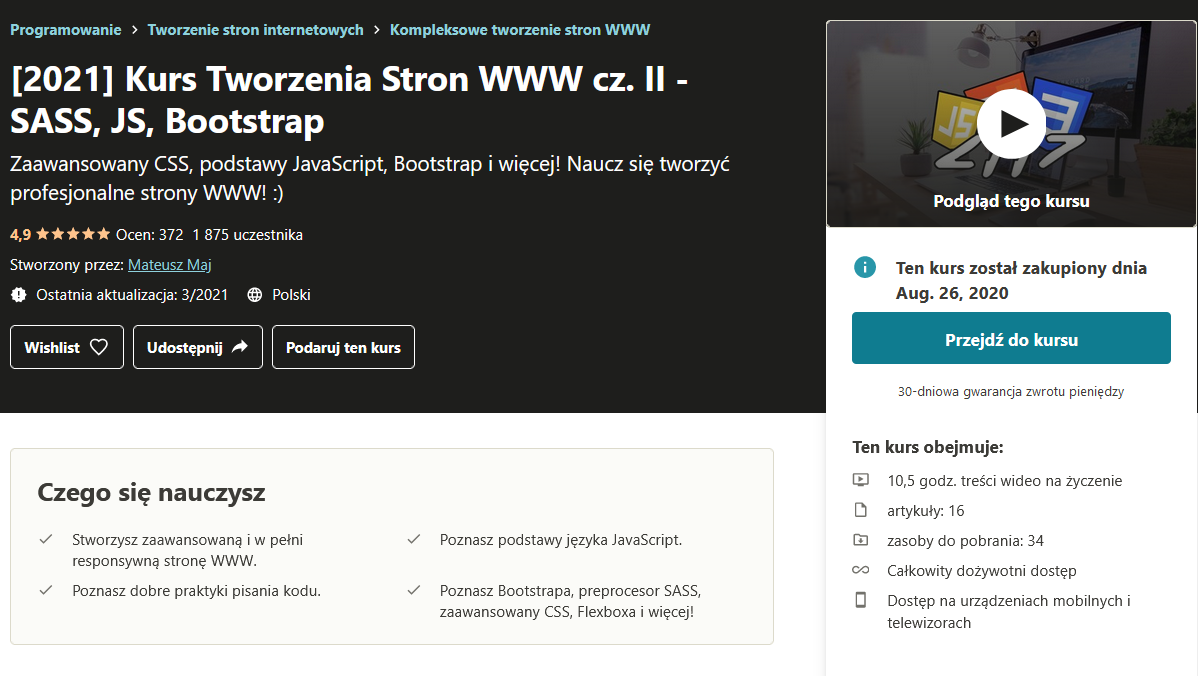 Programowanie > Tworzenie stron internetowych > Kompleksowe tworzenie stron WWW
[2021] Kurs Tworzenia Stron WWW cz. II -
SASS, JS, Bootstrap
Zaawansowany CSS, podstawy JavaScript, Bootstrap i więcej! Naucz się tworzyć
profesjonalne strony WWW! :)
4,9 ★★★★★ Ocen: 372 1 875 uczestnika
Stworzony przez: Mateusz Maj
Ostatnia aktualizacja: 3/2021 Polski
Wishlist Udostępnij Podaruj ten kurs
Czego się nauczysz
Stworzysz zaawansowaną i w pełni
responsywną stronę WWW.
Poznasz dobre praktyki pisania kodu.
Poznasz podstawy języka JavaScript.
Poznasz Bootstrapa, preprocesor SASS,
zaawansowany CSS, Flexboxa i więcej!
JS
Podgląd tego kursu
Ten kurs został zakupiony dnia
Aug. 26, 2020
Przejdź do kursu
30-dniowa gwarancja zwrotu pieniędzy
Ten kurs obejmuje:
10,5 godz. treści wideo na życzenie
artykuły: 16
zasoby do pobrania: 34
Całkowity dożywotni dostęp
Dostęp na urządzeniach mobilnych i
telewizorach